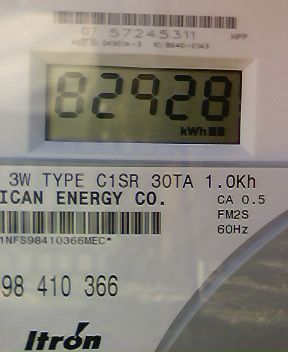 07 57245311
82928
kWh
3W TYPE C1SR 30TA 1.0Kh
ICAN ENERGY CO.
CA 0.5
FM2S
60Hz
1NFS98410366MEC*
98 410 366
Itron